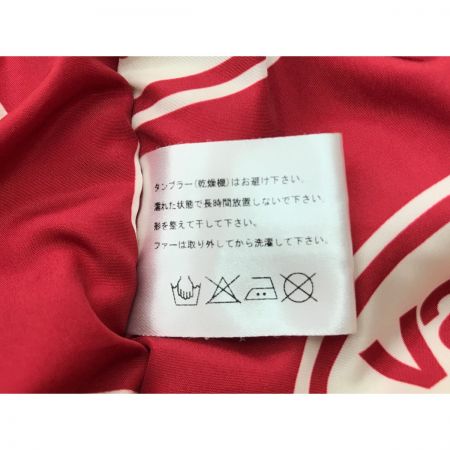 タンブラー(乾燥機)はお避け下さい。
濡れた状態で長時間放置しないで下さい。
形を整えて干して下さい。
ファーは取り外してから洗濯して下さい。
va